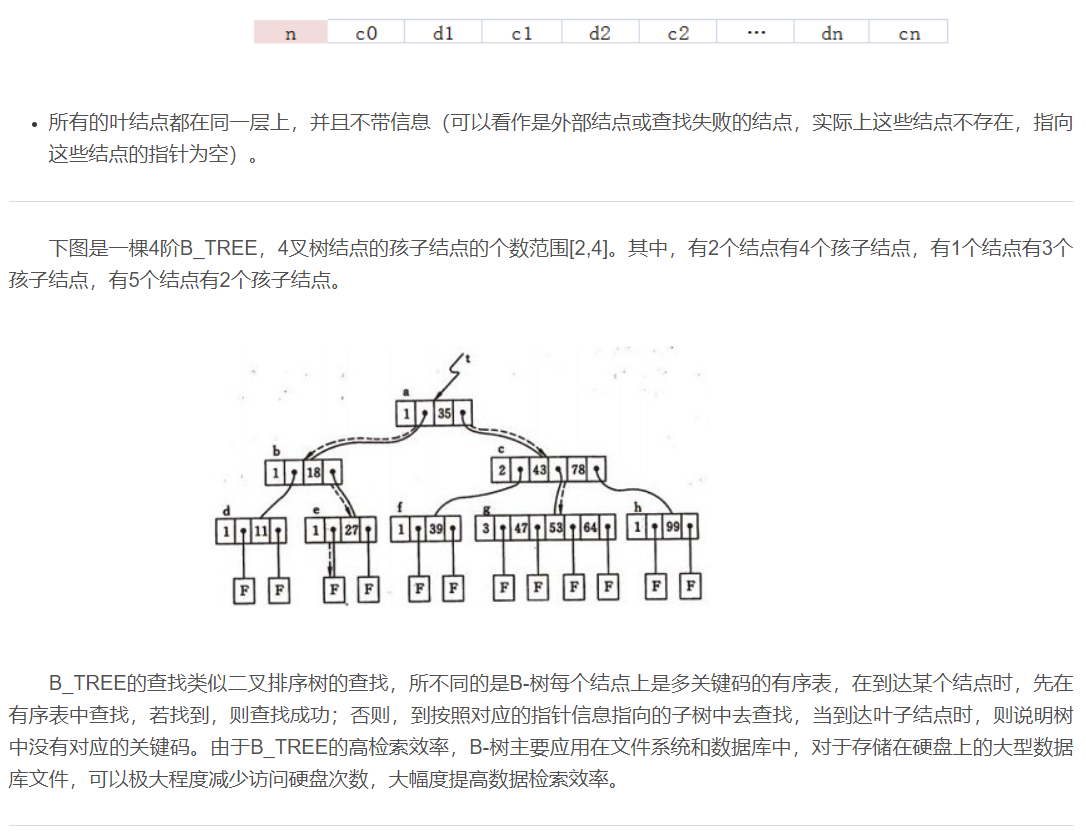 n c0 d1 c1 d2 c2 ··· dn cn
• 所有的叶结点都在同一层上，并且不带信息（可以看作是外部结点或查找失败的结点，实际上这些结点不存在，指向
这些结点的指针为空）。
下图是一棵4阶B_TREE，4叉树结点的孩子结点的个数范围[2,4]。其中，有2个结点有4个孩子结点，有1个结点有3个
孩子结点，有5个结点有2个孩子结点。
t
a
1 35
b c
1 18 2 43 78
d e f g h
1 11 1 27 1 39 3 47 53 64 1 99
F F F F F F F F F F F F
B_TREE的查找类似二叉排序树的查找，所不同的是B-树每个结点上是多关键码的有序表，在到达某个结点时，先在
有序表中查找，若找到，则查找成功；否则，到按照对应的指针信息指向的子树中去查找，当到达叶子结点时，则说明树
中没有对应的关键码。由于B_TREE的高检索效率，B-树主要应用在文件系统和数据库中，对于存储在硬盘上的大型数据
库文件，可以极大程度减少访问硬盘次数，大幅度提高数据检索效率。